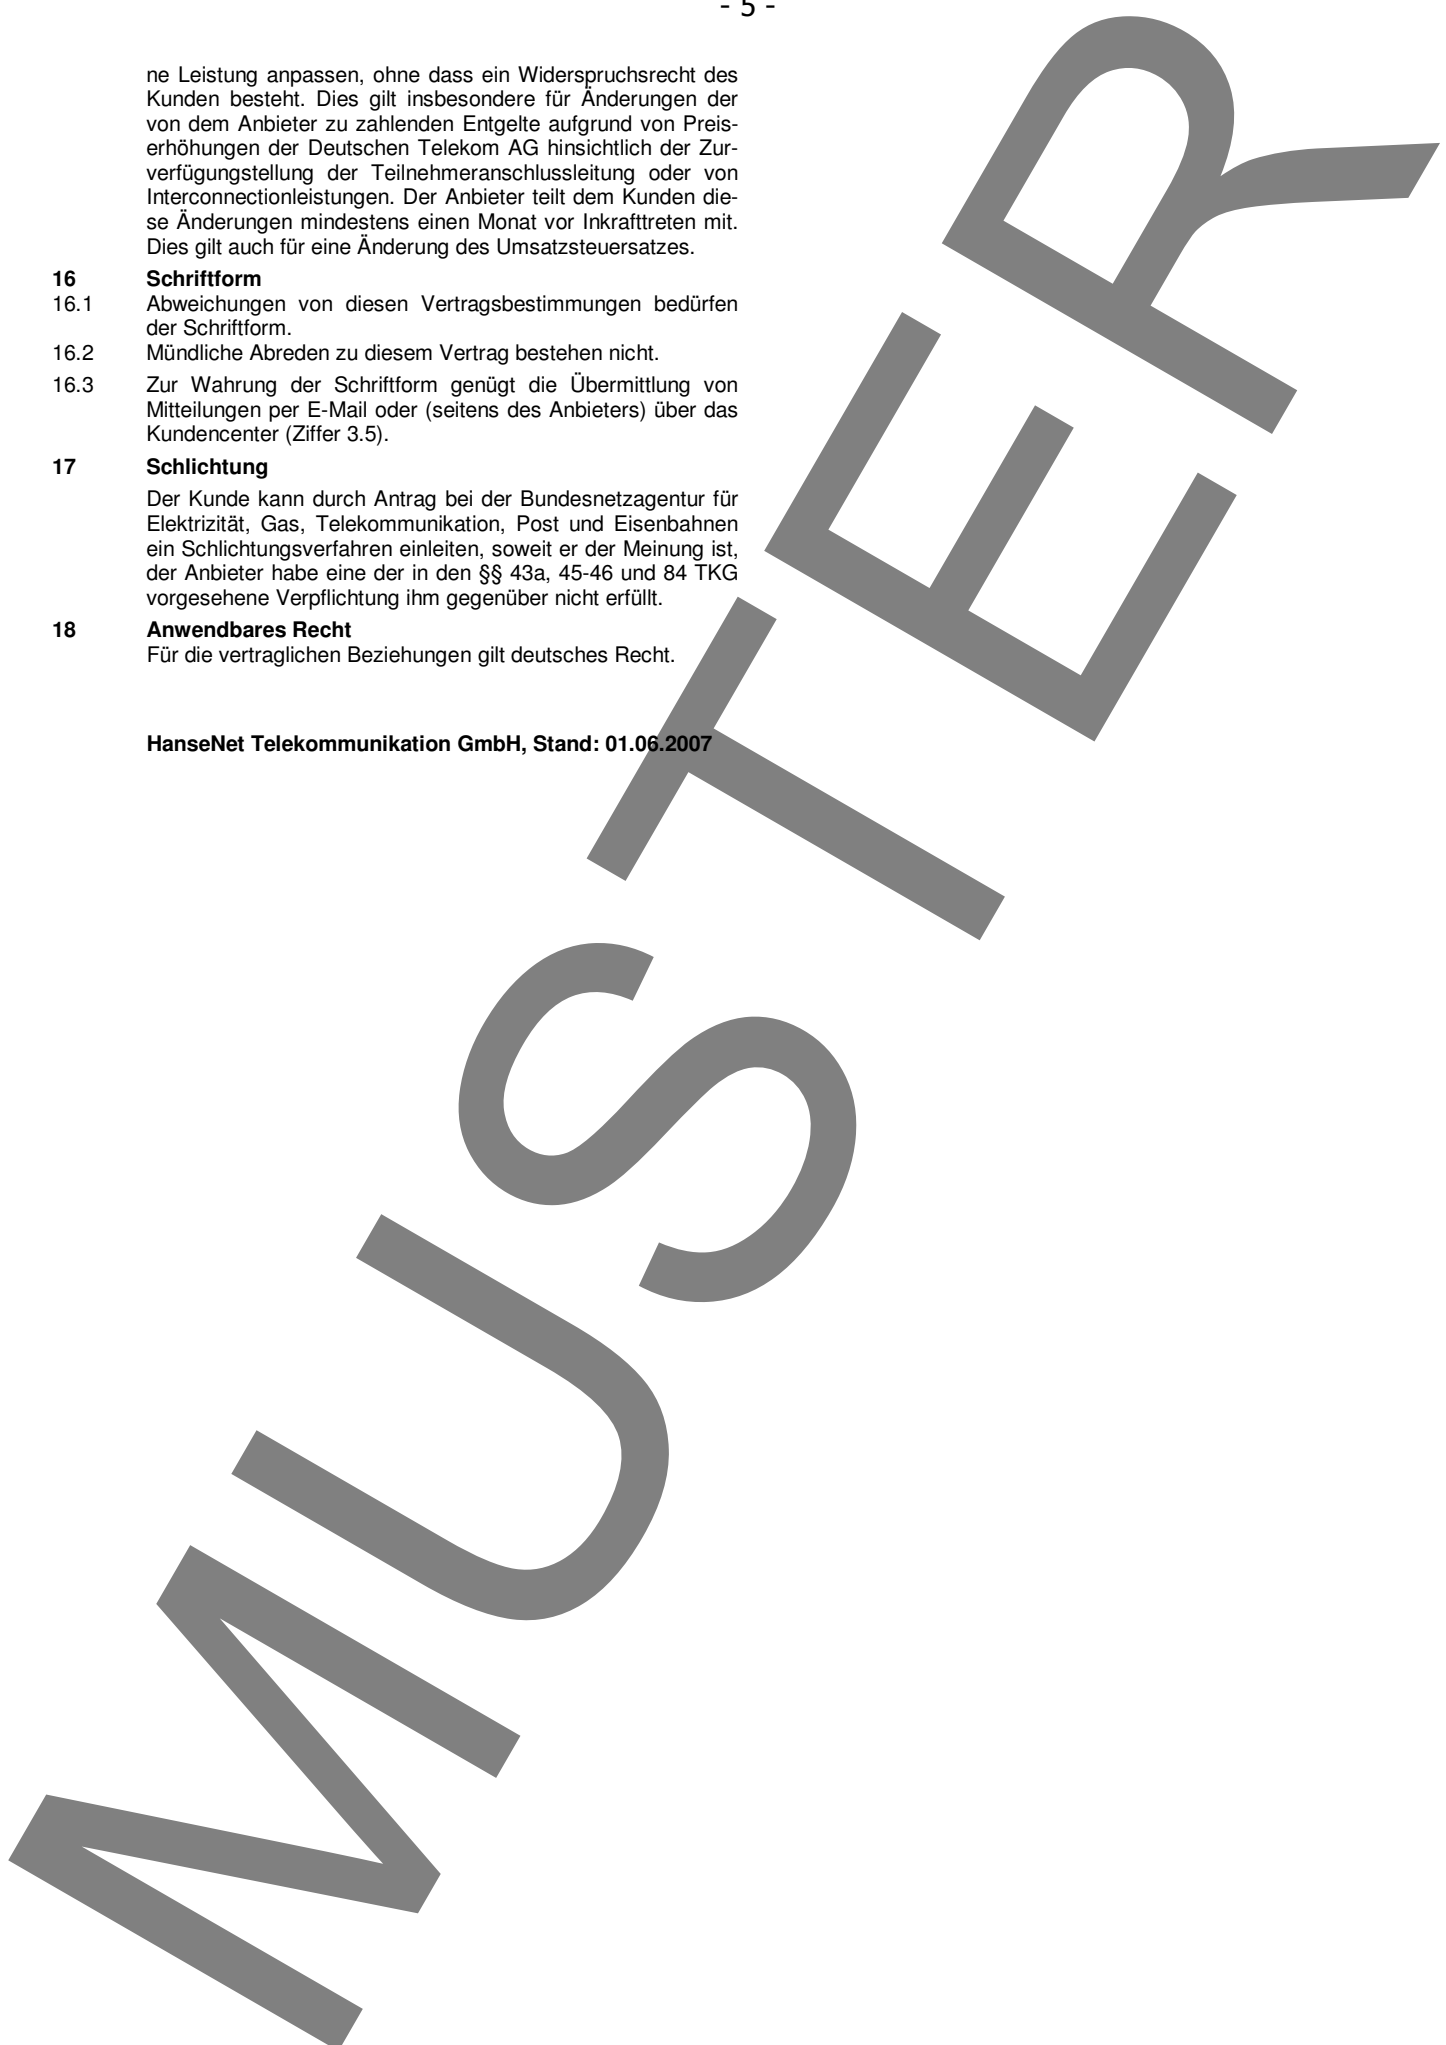 - 5 -
ne Leistung anpassen, ohne dass ein Widerspruchsrecht des
Kunden besteht. Dies gilt insbesondere für Änderungen der
von dem Anbieter zu zahlenden Entgelte aufgrund von Preis-
erhöhungen der Deutschen Telekom AG hinsichtlich der Zur-
verfügungstellung der Teilnehmeranschlussleitung oder von
Interconnectionleistungen. Der Anbieter teilt dem Kunden die-
se Änderungen mindestens einen Monat vor Inkrafttreten mit.
Dies gilt auch für eine Änderung des Umsatzsteuersatzes.
16 Schriftform
16.1 Abweichungen von diesen Vertragsbestimmungen bedürfen
der Schriftform.
16.2 Mündliche Abreden zu diesem Vertrag bestehen nicht.
16.3 Zur Wahrung der Schriftform genügt die Übermittlung von
Mitteilungen per E-Mail oder (seitens des Anbieters) über das
Kundencenter (Ziffer 3.5).
17 Schlichtung
Der Kunde kann durch Antrag bei der Bundesnetzagentur für
Elektrizität, Gas, Telekommunikation, Post und Eisenbahnen
ein Schlichtungsverfahren einleiten, soweit er der Meinung ist,
der Anbieter habe eine der in den §§ 43a, 45-46 und 84 TKG
vorgesehene Verpflichtung ihm gegenüber nicht erfüllt.
18 Anwendbares Recht
Für die vertraglichen Beziehungen gilt deutsches Recht.
HanseNet Telekommunikation GmbH, Stand: 01.06.2007
MUSTER